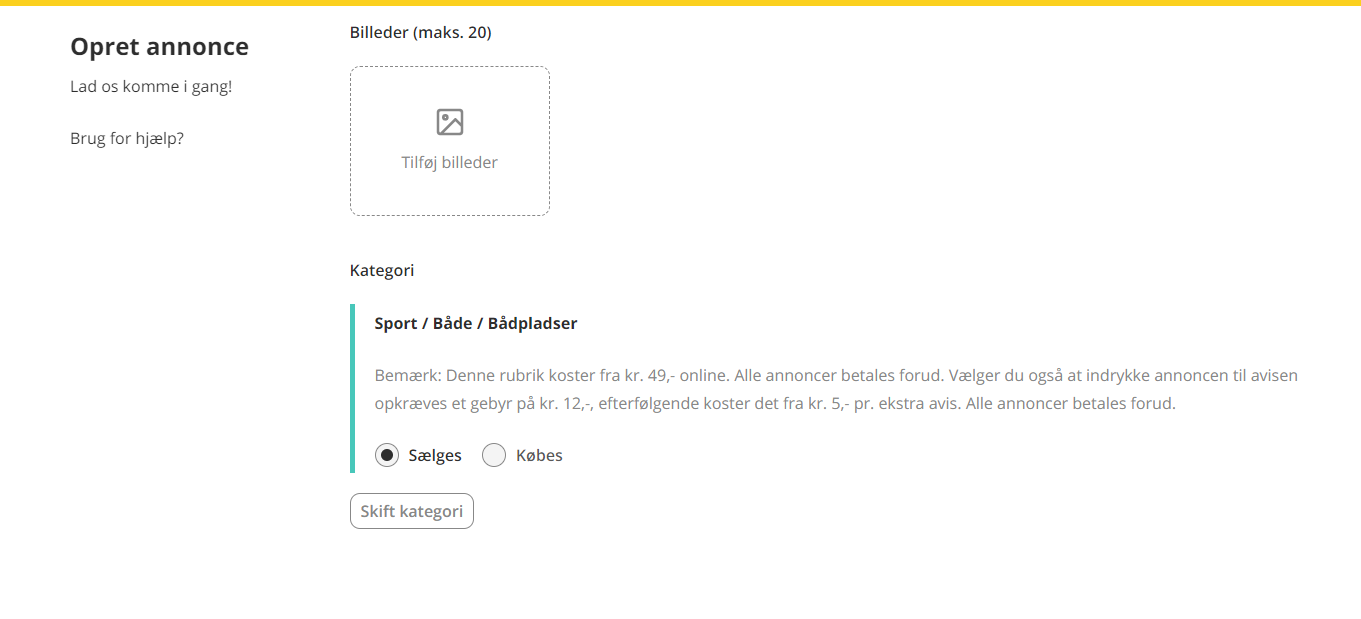 Opret annonce
Lad os komme i gang!
Brug for hjælp?
Billeder (maks. 20)
Tilføj billeder
Kategori
Sport / Både / Bådpladser
Bemærk: Denne rubrik koster fra kr. 49,- online. Alle annoncer betales forud. Vælger du også at indrykke annoncen til avisen
opkræves et gebyr på kr. 12,-, efterfølgende koster det fra kr. 5,- pr. ekstra avis. Alle annoncer betales forud.
Sælges Købes
Skift kategori